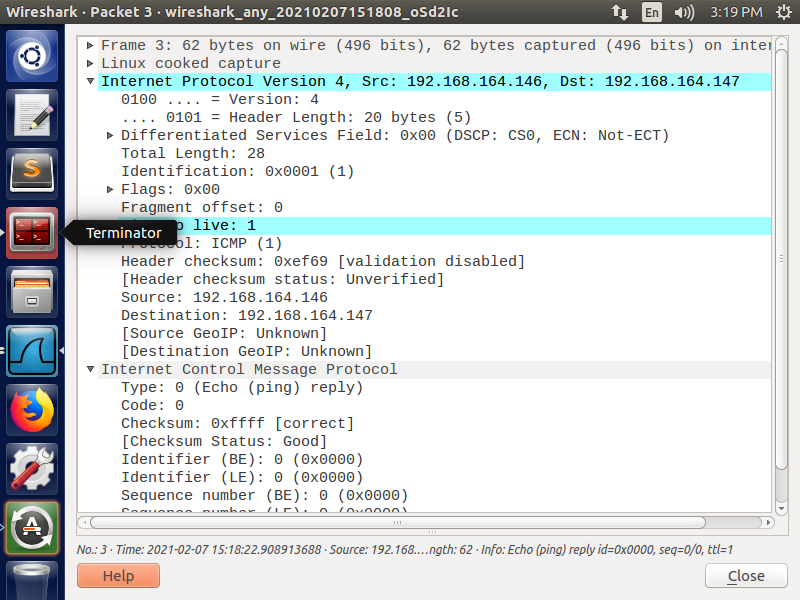 Wireshark · Packet 3 · wireshark_any_20210207151808_oSd2Ic
En
3:19 PM
Frame 3: 62 bytes on wire (496 bits), 62 bytes captured (496 bits) on inter
Linux cooked capture
Internet Protocol Version 4, Src: 192.168.164.146, Dst: 192.168.164.147
0100 .... = Version: 4
.... 0101 = Header Length: 20 bytes (5)
Differentiated Services Field: 0x00 (DSCP: CS0, ECN: Not-ECT)
Total Length: 28
Identification: 0x0001 (1)
Flags: 0x00
Fragment offset: 0
live: 1
Terminator
Protocol: ICMP (1)
Header checksum: 0xef69 [validation disabled]
[Header checksum status: Unverified]
Source: 192.168.164.146
Destination: 192.168.164.147
[Source GeoIP: Unknown]
[Destination GeoIP: Unknown]
Internet Control Message Protocol
Type: 0 (Echo (ping) reply)
Code: 0
Checksum: 0xffff [correct]
[Checksum Status: Good]
Identifier (BE): 0 (0x0000)
Identifier (LE): 0 (0x0000)
Sequence number (BE): 0 (0x0000)
Sequence number (LE): 0 (0x0000)
No.: 3 · Time: 2021-02-07 15:18:22.908913688 · Source: 192.168....ngth: 62 · Info: Echo (ping) reply id=0x0000, seq=0/0, ttl=1
Help
Close